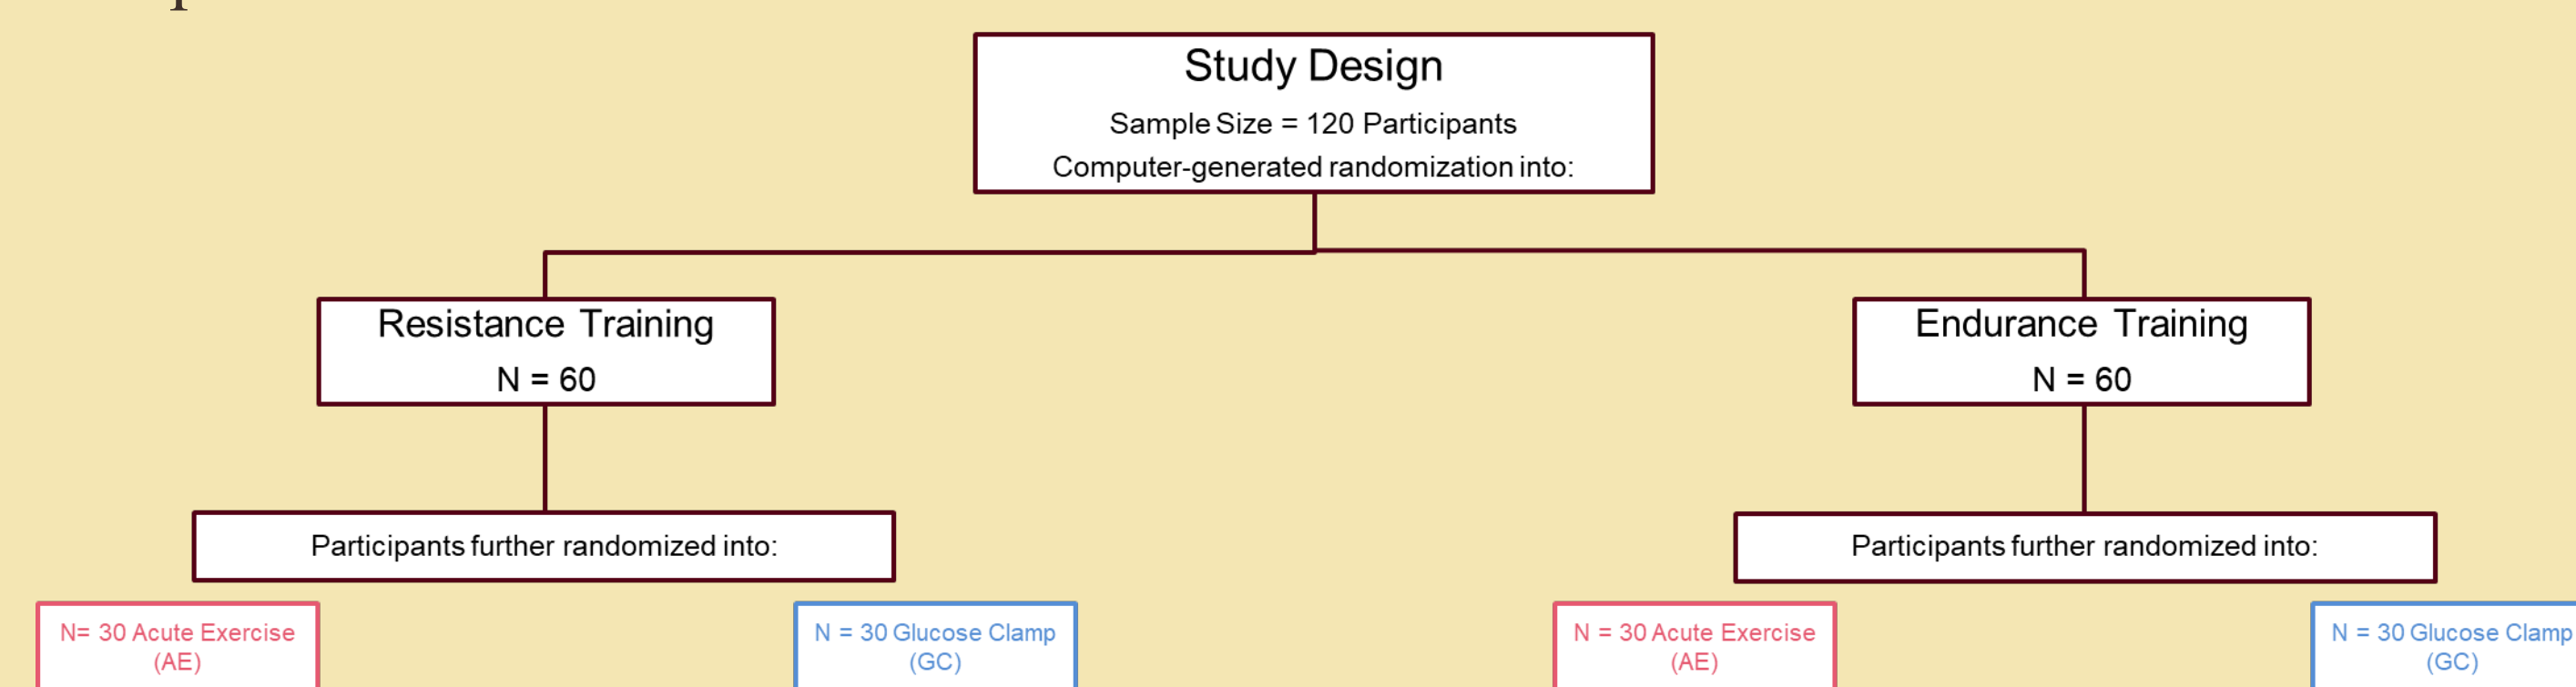 Study Design
Sample Size = 120 Participants
Computer-generated randomization into:
Resistance Training
N = 60
Endurance Training
N = 60
Participants further randomized into:
Participants further randomized into:
N= 30 Acute Exercise
(AE)
N = 30 Glucose Clamp
(GC)
N = 30 Acute Exercise
(AE)
N = 30 Glucose Clamp
(GC)